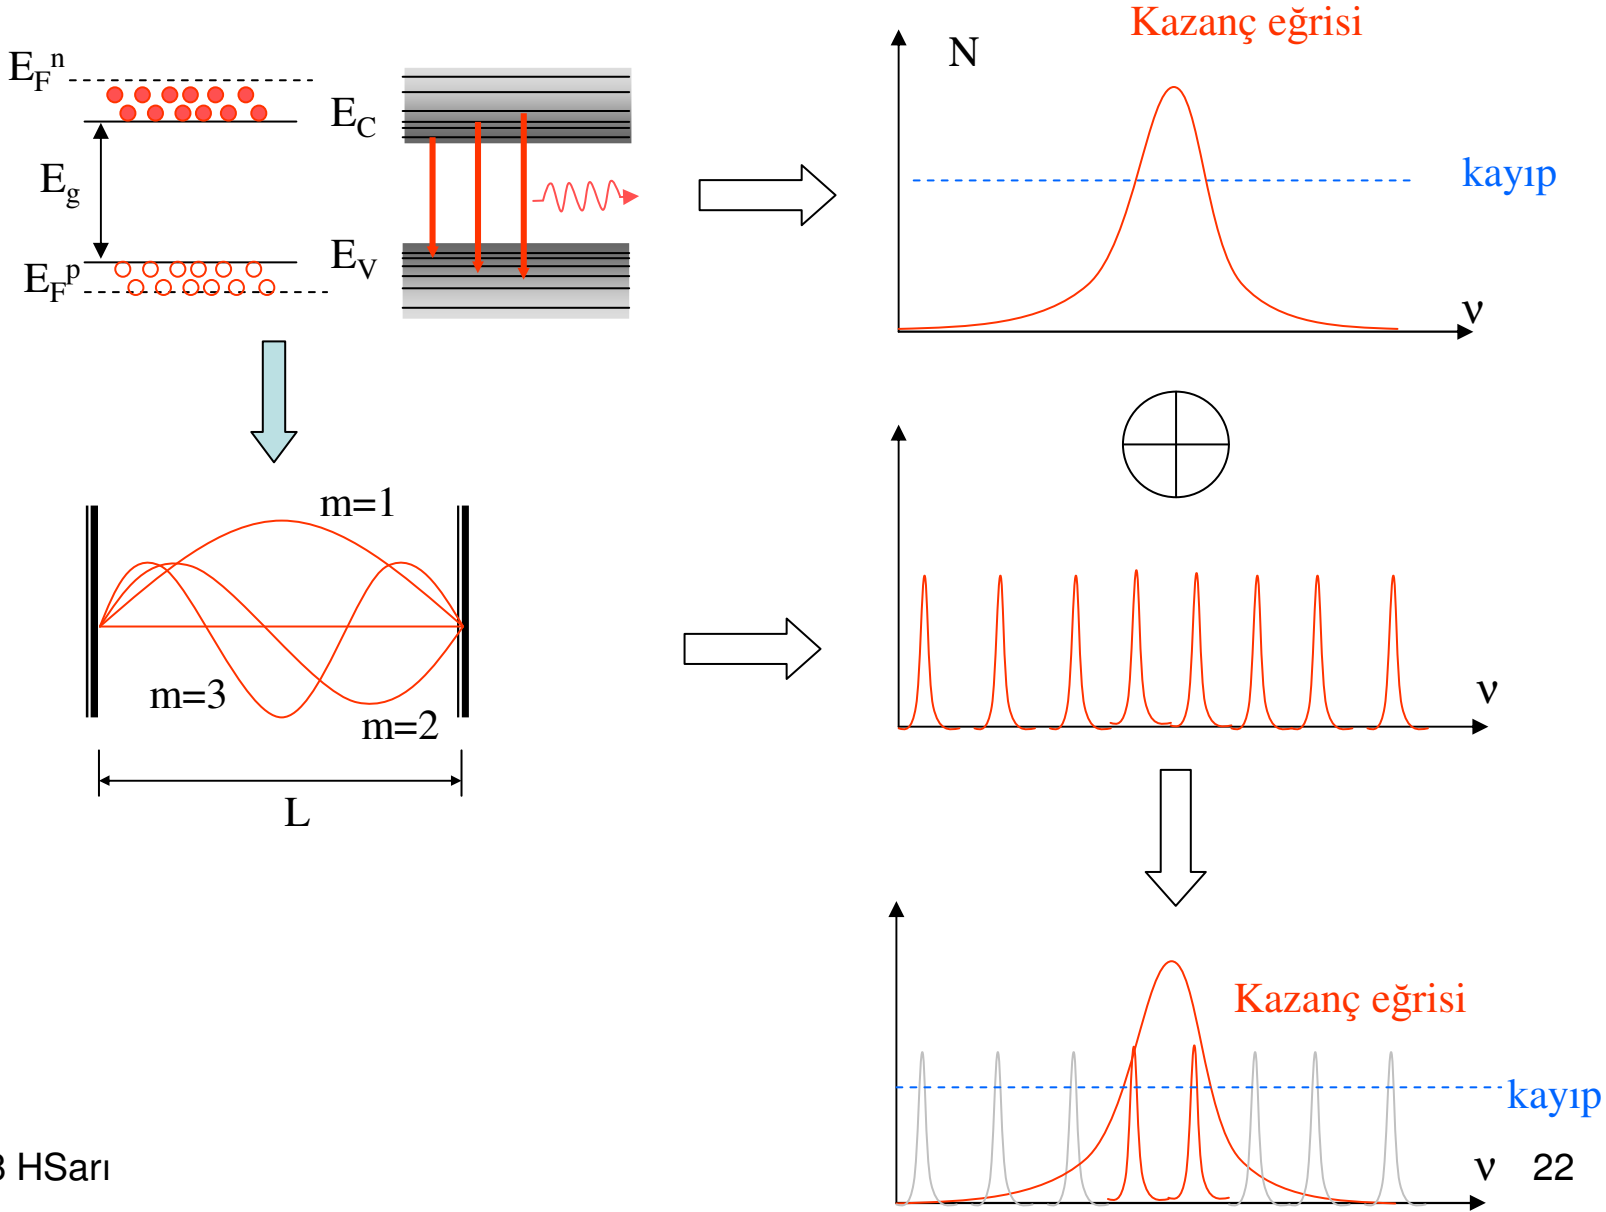 Kazanç eğrisi
N
E_F^n
E_C
E_g
kayıp
E_V
E_F^p
ν
m=1
m=3
m=2
ν
L
Kazanç eğrisi
kayıp
HSarı
ν
22